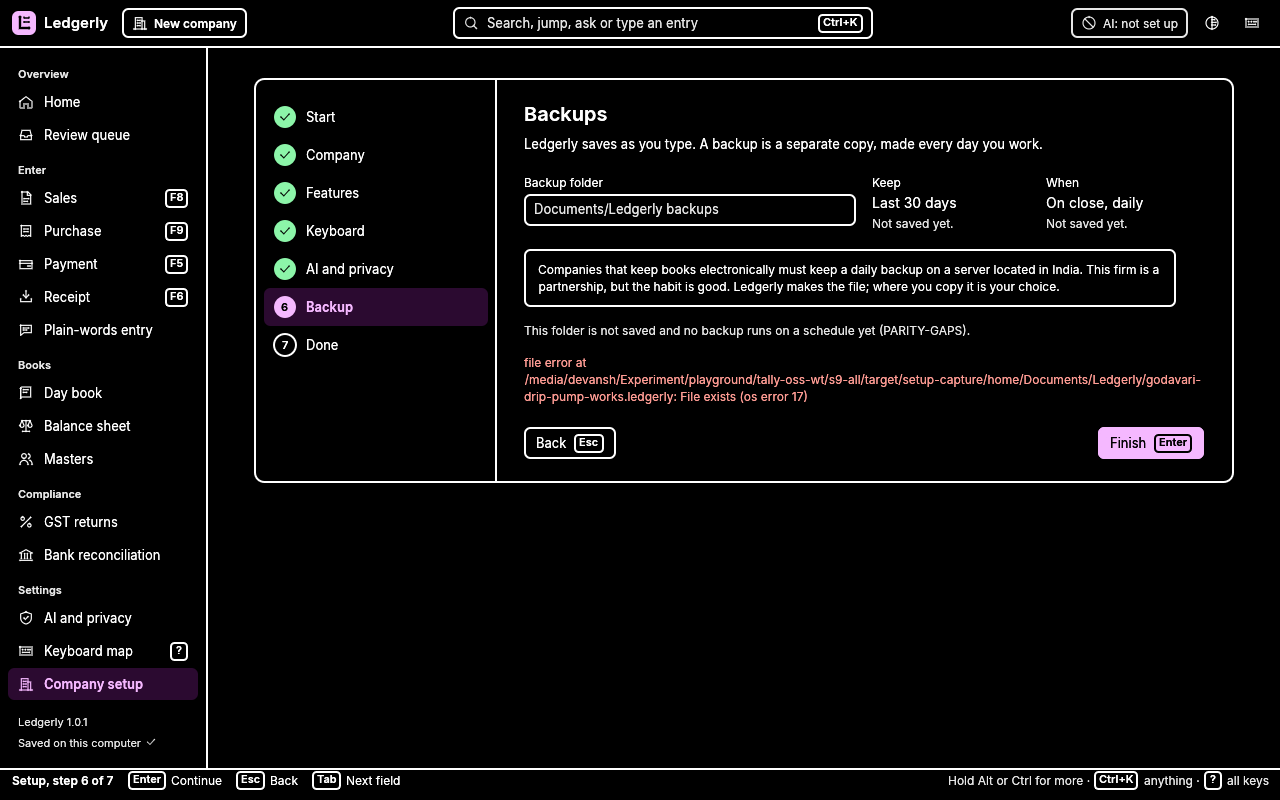 Ledgerly
New company
Search, jump, ask or type an entry
Ctrl+K
AI: not set up
Overview
Home
Review queue
Enter
Sales F8
Purchase F9
Payment F5
Receipt F6
Plain-words entry
Books
Day book
Balance sheet
Masters
Compliance
GST returns
Bank reconciliation
Settings
AI and privacy
Keyboard map ?
Company setup
Ledgerly 1.0.1
Saved on this computer
Start
Company
Features
Keyboard
AI and privacy
6 Backup
7 Done
Backups
Ledgerly saves as you type. A backup is a separate copy, made every day you work.
Backup folder
Documents/Ledgerly backups
Keep
Last 30 days
Not saved yet.
When
On close, daily
Not saved yet.
Companies that keep books electronically must keep a daily backup on a server located in India. This firm is a
partnership, but the habit is good. Ledgerly makes the file; where you copy it is your choice.
This folder is not saved and no backup runs on a schedule yet (PARITY-GAPS).
file error at
/media/devansh/Experiment/playground/tally-oss-wt/s9-all/target/setup-capture/home/Documents/Ledgerly/godavari-
drip-pump-works.ledgerly: File exists (os error 17)
Back Esc
Finish Enter
Setup, step 6 of 7 Enter Continue Esc Back Tab Next field
Hold Alt or Ctrl for more · Ctrl+K anything · ? all keys